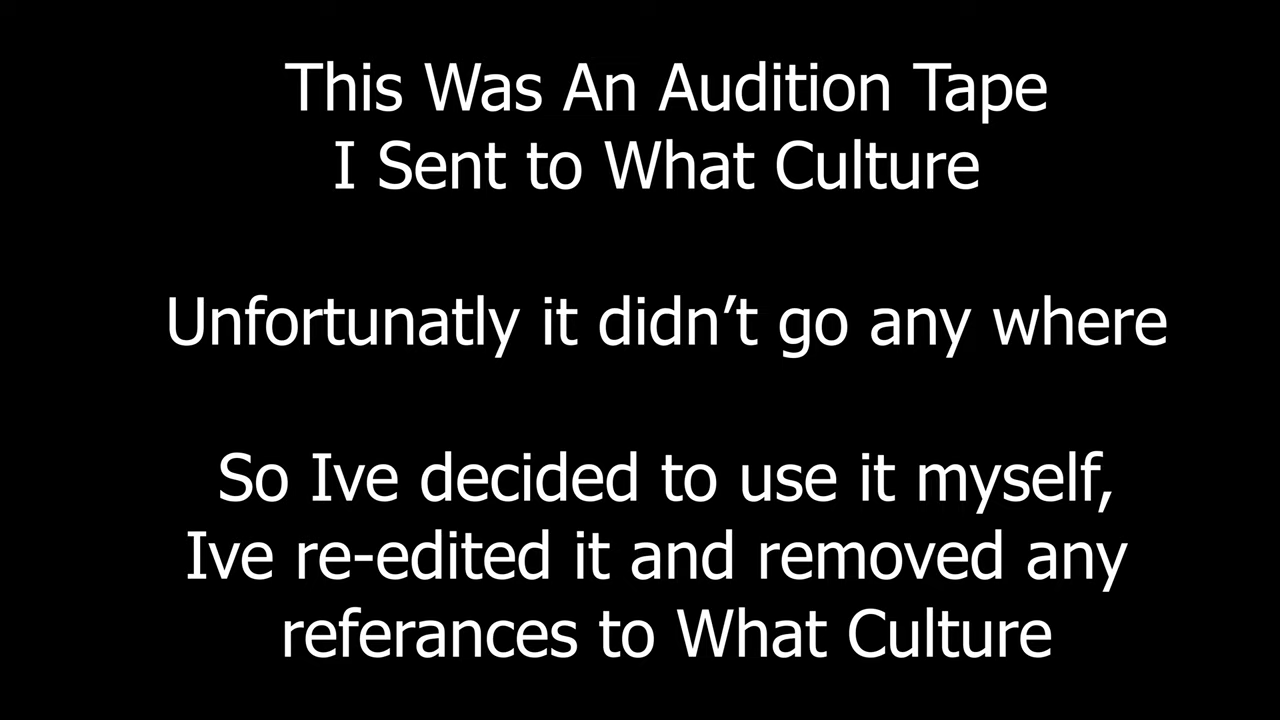 This Was An Audition Tape
I Sent to What Culture
Unfortunatly it didn’t go any where
So Ive decided to use it myself,
Ive re-edited it and removed any
referances to What Culture